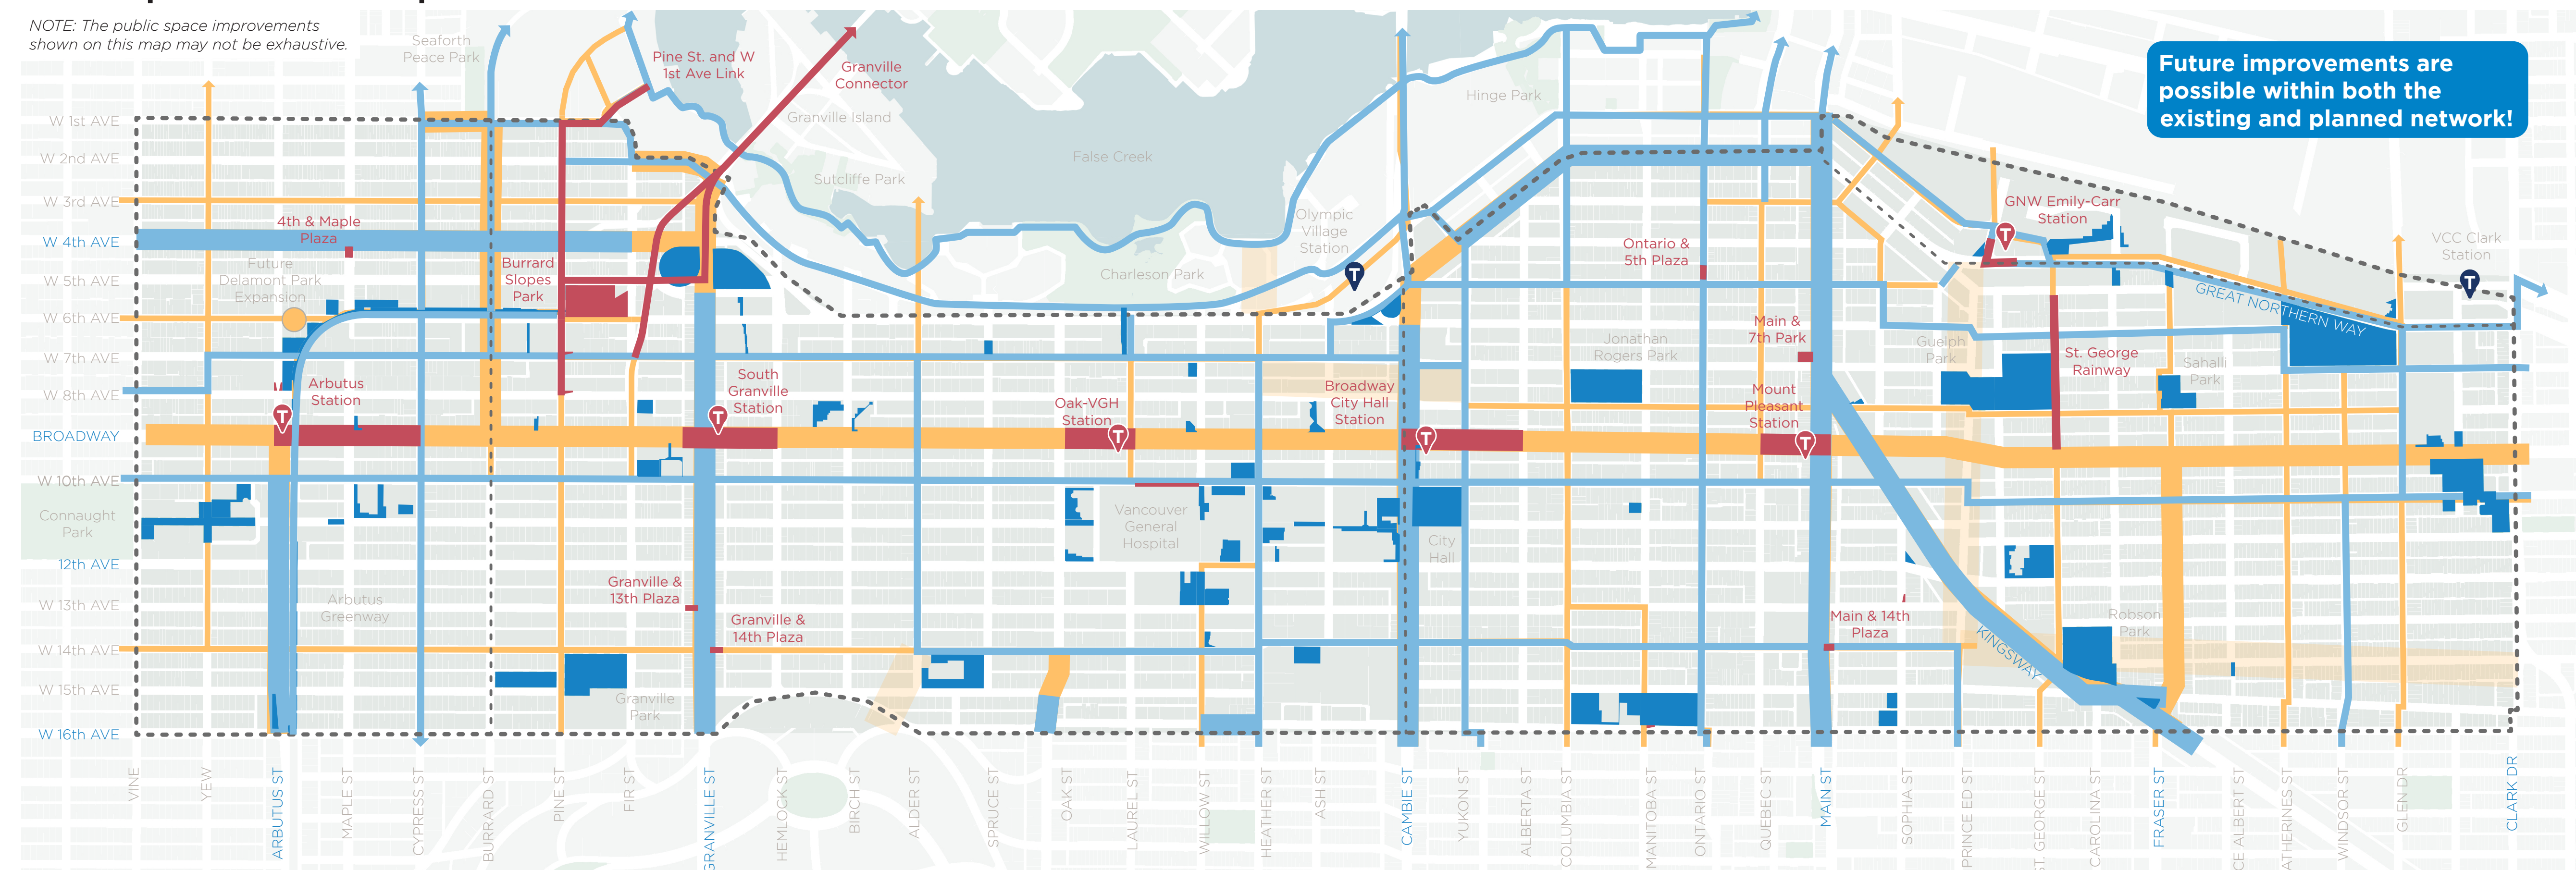 NOTE: The public space improvements
shown on this map may not be exhaustive.
Future improvements are
possible within both the
existing and planned network!
Seaforth
Peace Park
Pine St. and W
1st Ave Link
Granville
Connector
Granville Island
Hinge Park
False Creek
Sutcliffe Park
W 1st AVE
W 2nd AVE
W 3rd AVE
W 4th AVE
W 5th AVE
W 6th AVE
W 7th AVE
W 8th AVE
BROADWAY
W 10th AVE
12th AVE
W 13th AVE
W 14th AVE
W 15th AVE
W 16th AVE
4th & Maple
Plaza
Future
Delamont Park
Expansion
Burrard
Slopes
Park
Charleson Park
Olympic
Village
Station
T
Ontario &
5th Plaza
GNW Emily-Carr
Station
T
VCC Clark
Station
T
GREAT NORTHERN WAY
Main &
7th Park
Jonathan
Rogers Park
Guelph
Park
St. George
Rainway
Sahalli
Park
Arbutus
Station
T
South
Granville
Station
T
Oak-VGH
Station
T
Broadway
City Hall
Station
T
Mount
Pleasant
Station
T
Connaught
Park
Vancouver
General
Hospital
City
Hall
Arbutus
Greenway
Granville &
13th Plaza
Granville &
14th Plaza
Main & 14th
Plaza
KINGSWAY
Robson
Park
Granville
Park
VINE
YEW
ARBUTUS ST
MAPLE ST
CYPRESS ST
BURRARD ST
PINE ST
FIR ST
GRANVILLE ST
HEMLOCK ST
BIRCH ST
ALDER ST
SPRUCE ST
OAK ST
LAUREL ST
WILLOW ST
HEATHER ST
ASH ST
CAMBIE ST
YUKON ST
ALBERTA ST
COLUMBIA ST
MANITOBA ST
ONTARIO ST
QUEBEC ST
MAIN ST
SOPHIA ST
PRINCE ED ST
ST. GEORGE ST
CAROLINA ST
FRASER ST
CE ALBERT ST
ATHERINES ST
WINDSOR ST
GLEN DR
CLARK DR